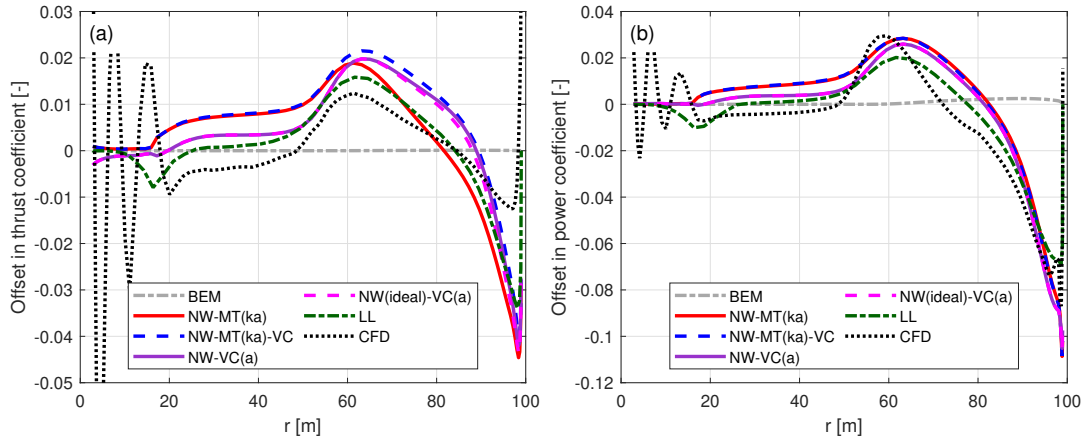 (a)
0.03
0.02
0.01
0
-0.01
-0.02
-0.03
-0.04
-0.05
Offset in thrust coefficient [-]
BEM
NW-MT(ka)
NW-MT(ka)-VC
NW-VC(a)
NW(ideal)-VC(a)
LL
CFD
0 20 40 60 80 100
r [m]
(b)
0.04
0.02
0
-0.02
-0.04
-0.06
-0.08
-0.1
-0.12
Offset in power coefficient [-]
BEM
NW-MT(ka)
NW-MT(ka)-VC
NW-VC(a)
NW(ideal)-VC(a)
LL
CFD
0 20 40 60 80 100
r [m]